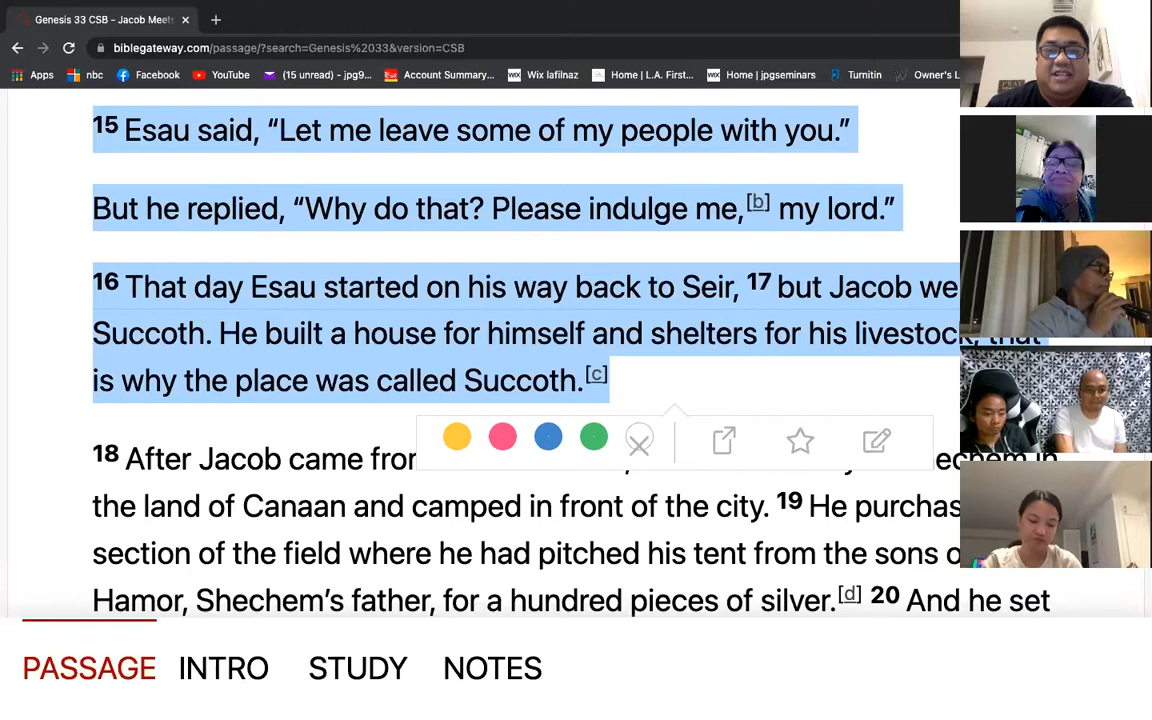 Genesis 33 CSB - Jacob Meets
biblegateway.com/passage/?search=Genesis%2033&version=CSB
Apps nbc Facebook YouTube (15 unread) - jpg9... Account Summary... Wix lafilnaz Home | L.A. First... Home | jpgseminars Turnitin Owner's L
15 Esau said, “Let me leave some of my people with you.”
But he replied, “Why do that? Please indulge me,[b] my lord.”
16 That day Esau started on his way back to Seir, 17 but Jacob we
Succoth. He built a house for himself and shelters for his livestock; that
is why the place was called Succoth.[c]
18 After Jacob came from
the land of Canaan and camped in front of the city. 19 He purchas
section of the field where he had pitched his tent from the sons o
Hamor, Shechem’s father, for a hundred pieces of silver.[d] 20 And he set
PASSAGE INTRO STUDY NOTES